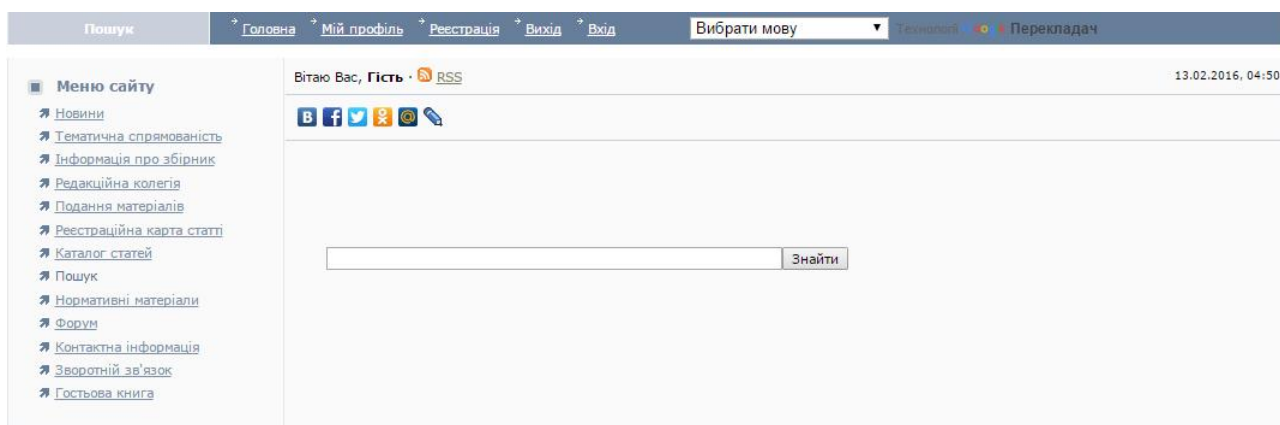 Пошук
Головна Мій профіль Реєстрація Вихід Вхід
Вибрати мову
Технології Перекладач
Меню сайту
Новини
Тематична спрямованість
Інформація про збірник
Редакційна колегія
Подання матеріалів
Реєстраційна карта статті
Каталог статей
Пошук
Нормативні матеріали
Форум
Контактна інформація
Зворотній зв'язок
Гостьова книга
Вітаю Вас, Гість · RSS
13.02.2016, 04:50
Знайти